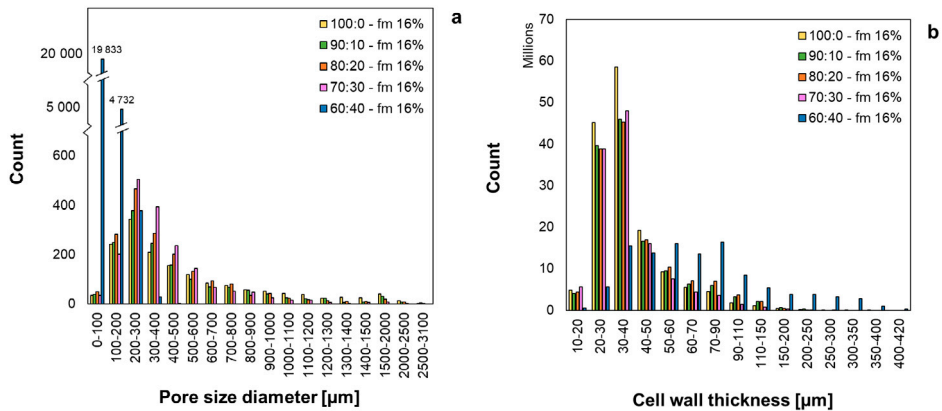 a
Count
20 000
5 000
600
400
200
0
19 833
4 732
100:0 - fm 16%
90:10 - fm 16%
80:20 - fm 16%
70:30 - fm 16%
60:40 - fm 16%
0-100
100-200
200-300
300-400
400-500
500-600
600-700
700-800
800-900
900-1000
1000-1100
1100-1200
1200-1300
1300-1400
1400-1500
1500-2000
2000-2500
2500-3100
Pore size diameter [µm]
b
Millions
Count
70
60
50
40
30
20
10
0
100:0 - fm 16%
90:10 - fm 16%
80:20 - fm 16%
70:30 - fm 16%
60:40 - fm 16%
10-20
20-30
30-40
40-50
50-60
60-70
70-90
90-110
110-150
150-200
200-250
250-300
300-350
350-400
400-420
Cell wall thickness [µm]